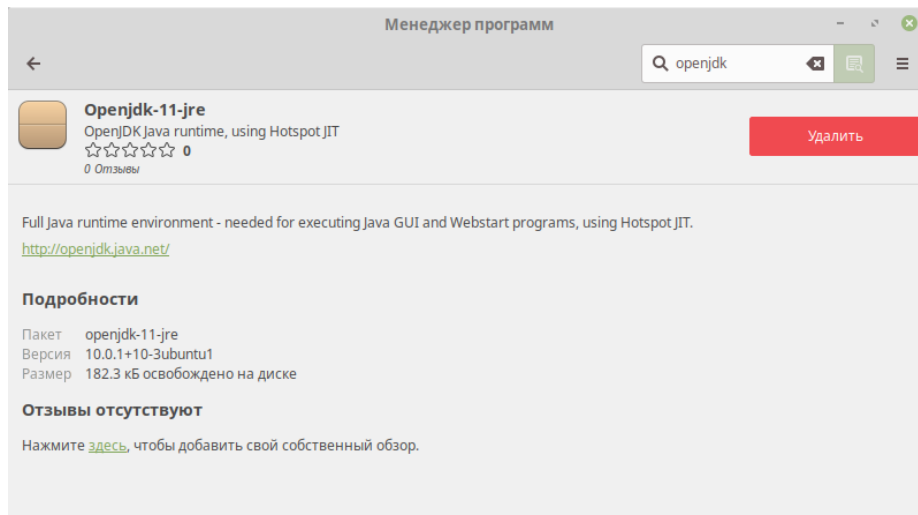 Менеджер программ
openjdk
Openjdk-11-jre
OpenJDK Java runtime, using Hotspot JIT
0
0 Отзывы
Удалить
Full Java runtime environment - needed for executing Java GUI and Webstart programs, using Hotspot JIT.
http://openjdk.java.net/
Подробности
Пакет openjdk-11-jre
Версия 10.0.1+10-3ubuntu1
Размер 182.3 кБ освобождено на диске
Отзывы отсутствуют
Нажмите здесь, чтобы добавить свой собственный обзор.